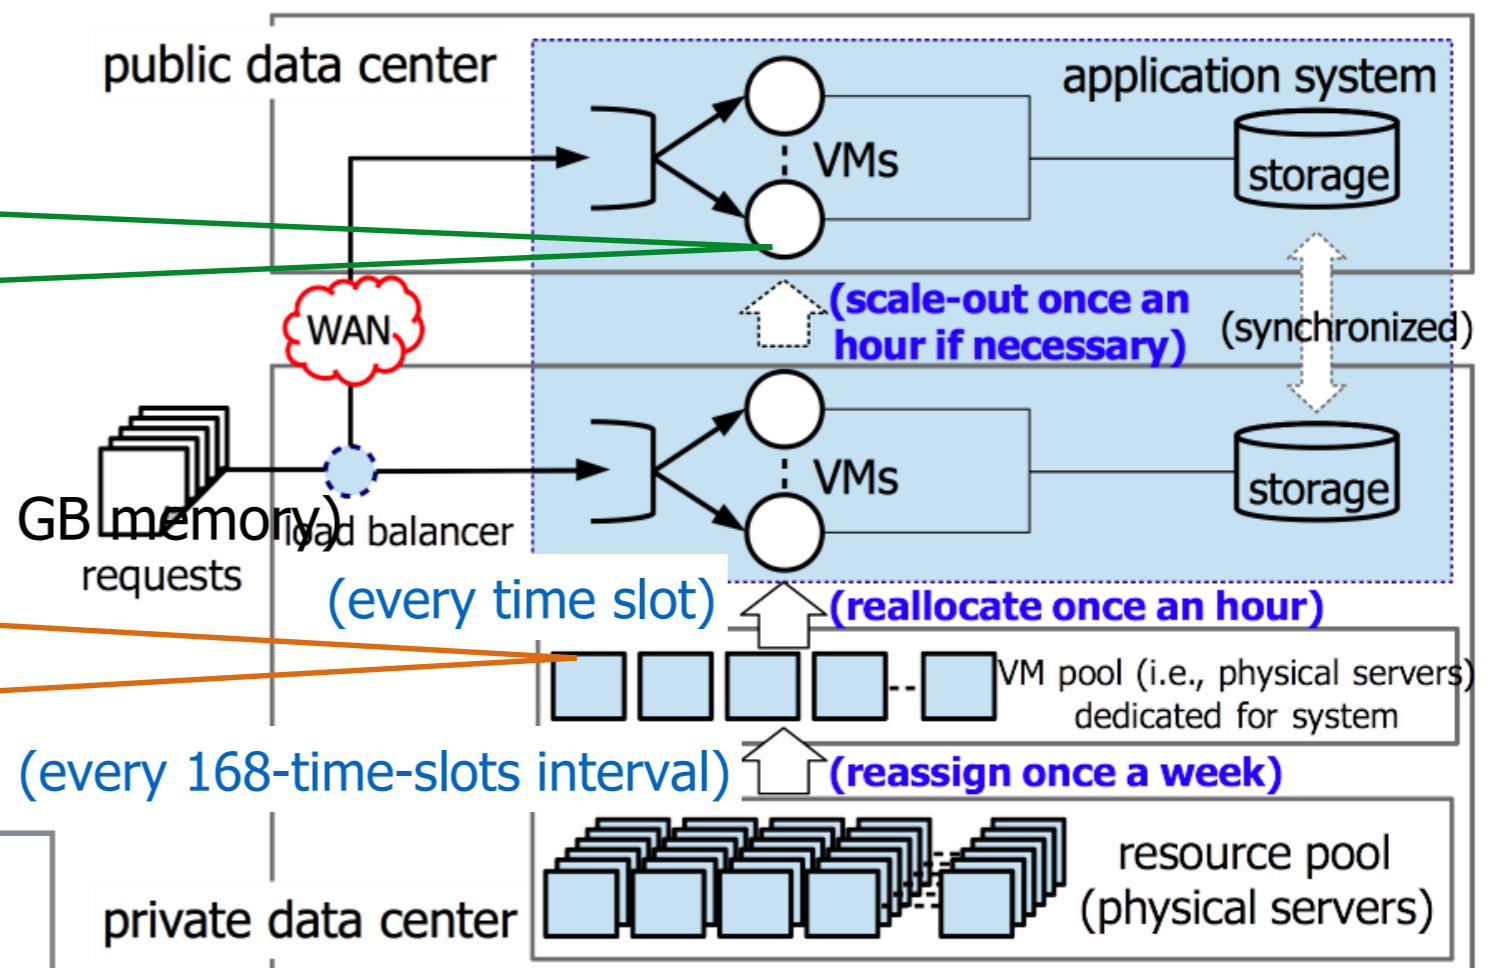 public data center
application system
VMs
storage
WAN
(scale-out once an
hour if necessary)
(synchronized)
VMs
storage
GB memory)
load balancer
requests
(every time slot)
(reallocate once an hour)
VM pool (i.e., physical servers)
dedicated for system
(every 168-time-slots interval)
(reassign once a week)
resource pool
(physical servers)
private data center